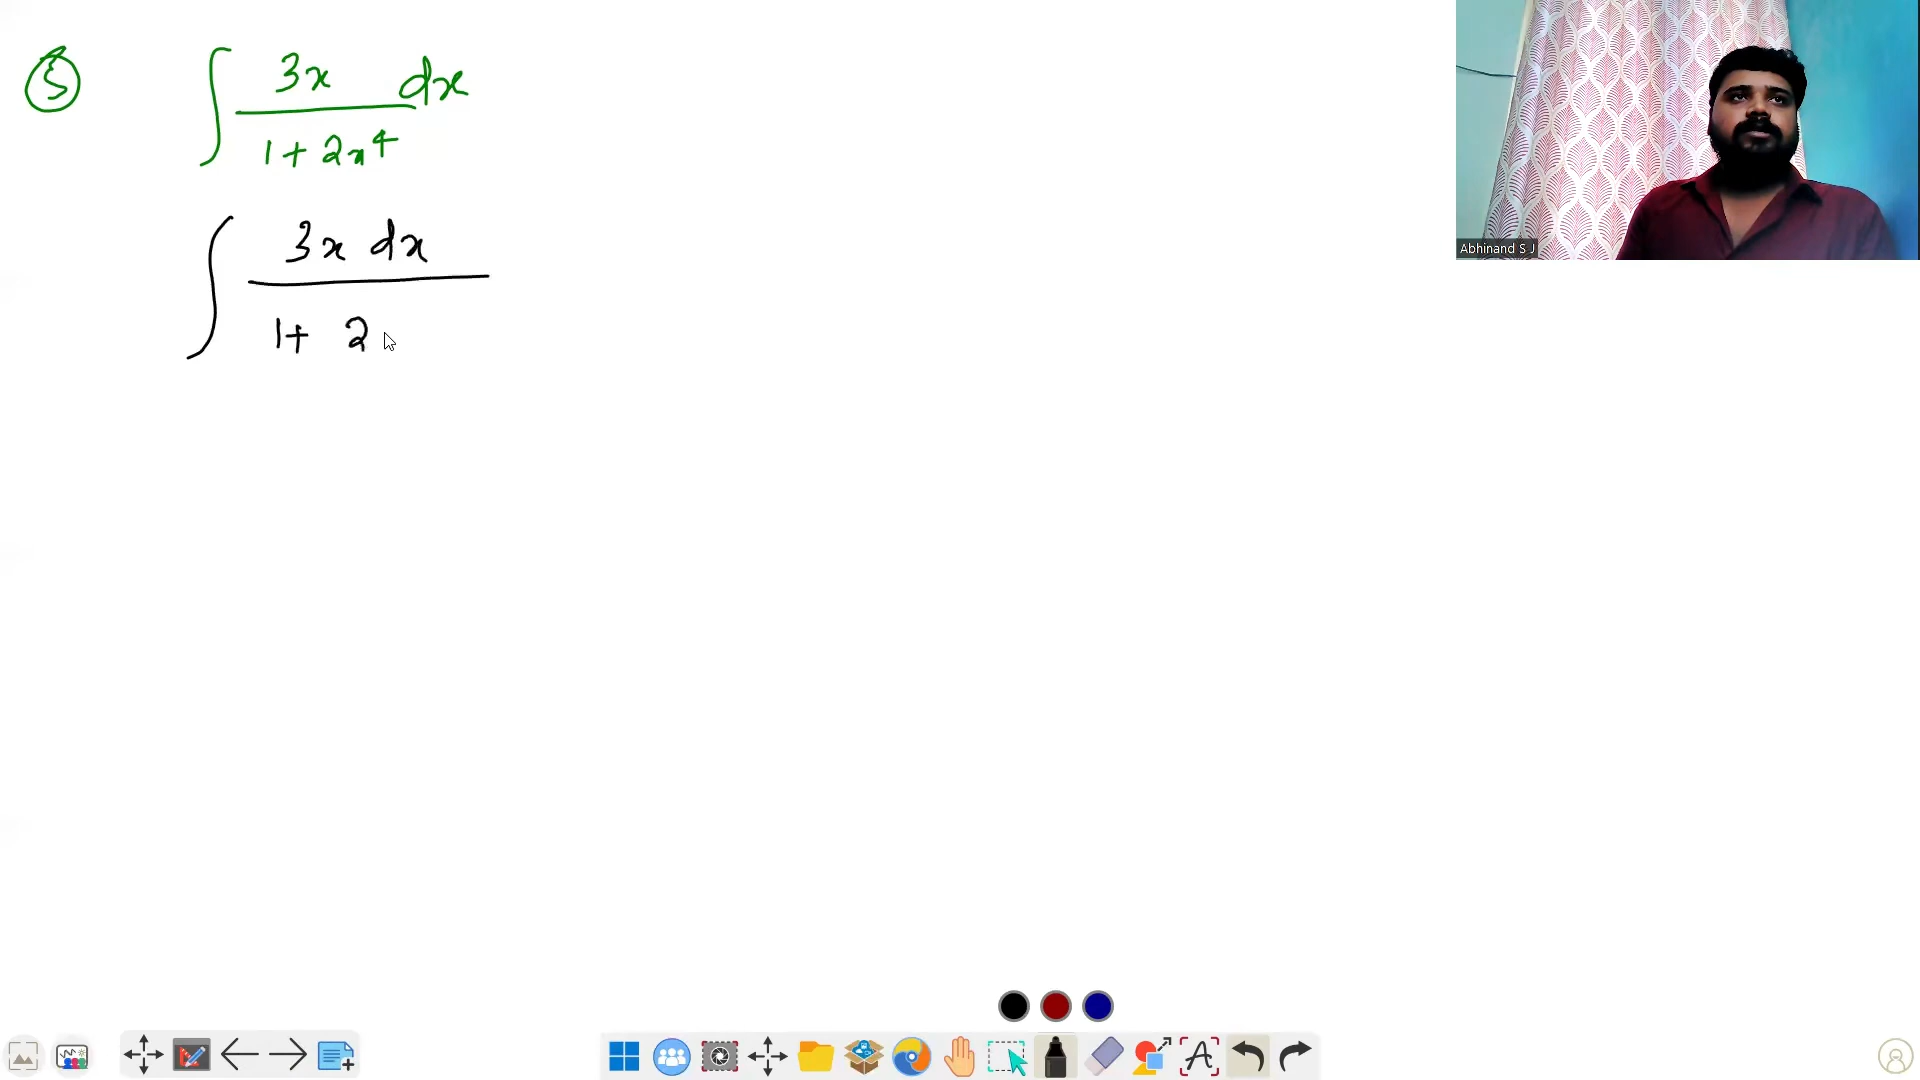 5 ∫ 3x/(1+2x⁴) dx
∫ 3x dx/(1+ 2
Abhinand S J